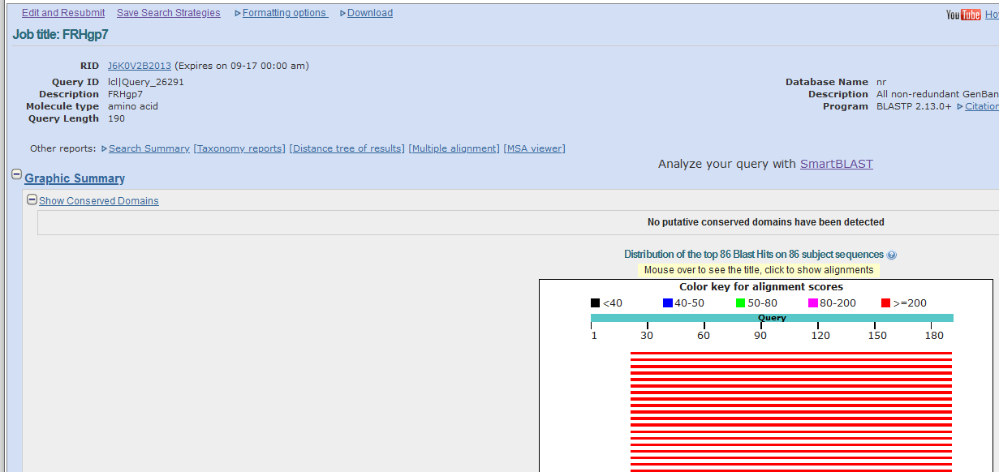 Edit and Resubmit Save Search Strategies Formatting options Download
YouTube
Job title: FRHgp7
RID J6K0V2B2013 (Expires on 09-17 00:00 am)
Query ID lcl|Query_26291
Description FRHgp7
Molecule type amino acid
Query Length 190
Database Name nr
Description All non-redundant GenBan
Program BLASTP 2.13.0+ Citation
Other reports: Search Summary [Taxonomy reports] [Distance tree of results] [Multiple alignment] [MSA viewer]
Analyze your query with SmartBLAST
Graphic Summary
Show Conserved Domains
No putative conserved domains have been detected
Distribution of the top 86 Blast Hits on 86 subject sequences ?
Mouse over to see the title, click to show alignments
Color key for alignment scores
<40 40-50 50-80 80-200 >=200
Query
1 30 60 90 120 150 180